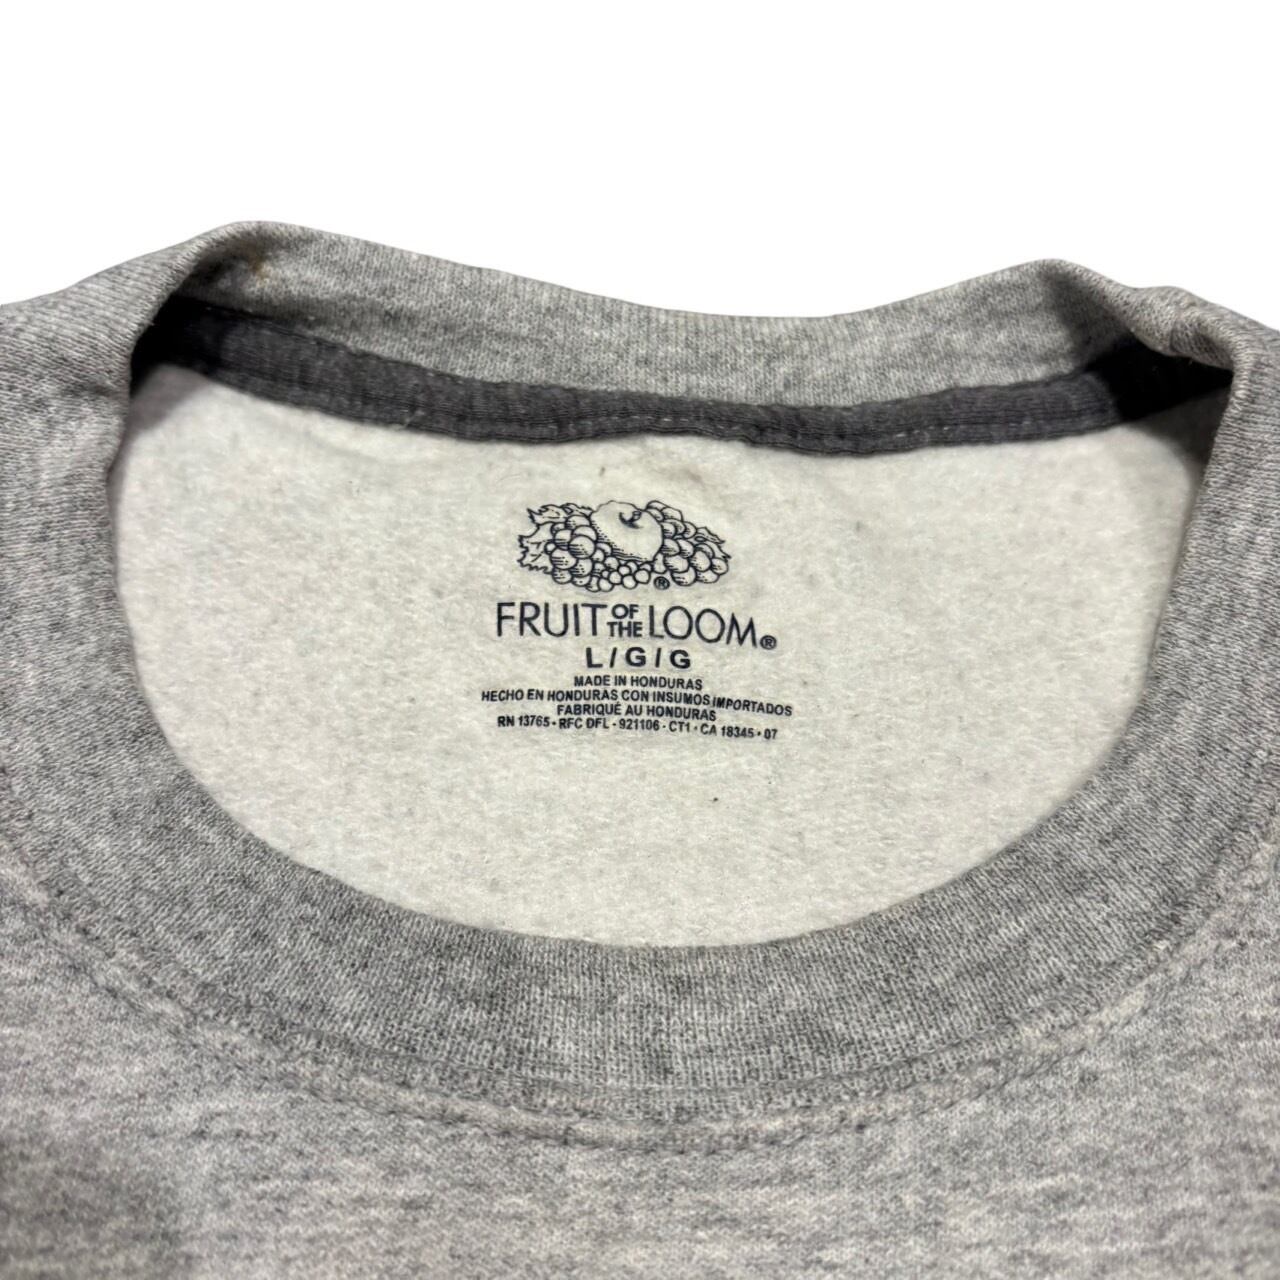 ®
FRUIT OF THE LOOM®
L/G/G
MADE IN HONDURAS
HECHO EN HONDURAS CON INSUMOS IMPORTADOS
FABRIQUÉ AU HONDURAS
RN 13765 • RFC DFL - 921106 - CT1 • CA 18345 • 07